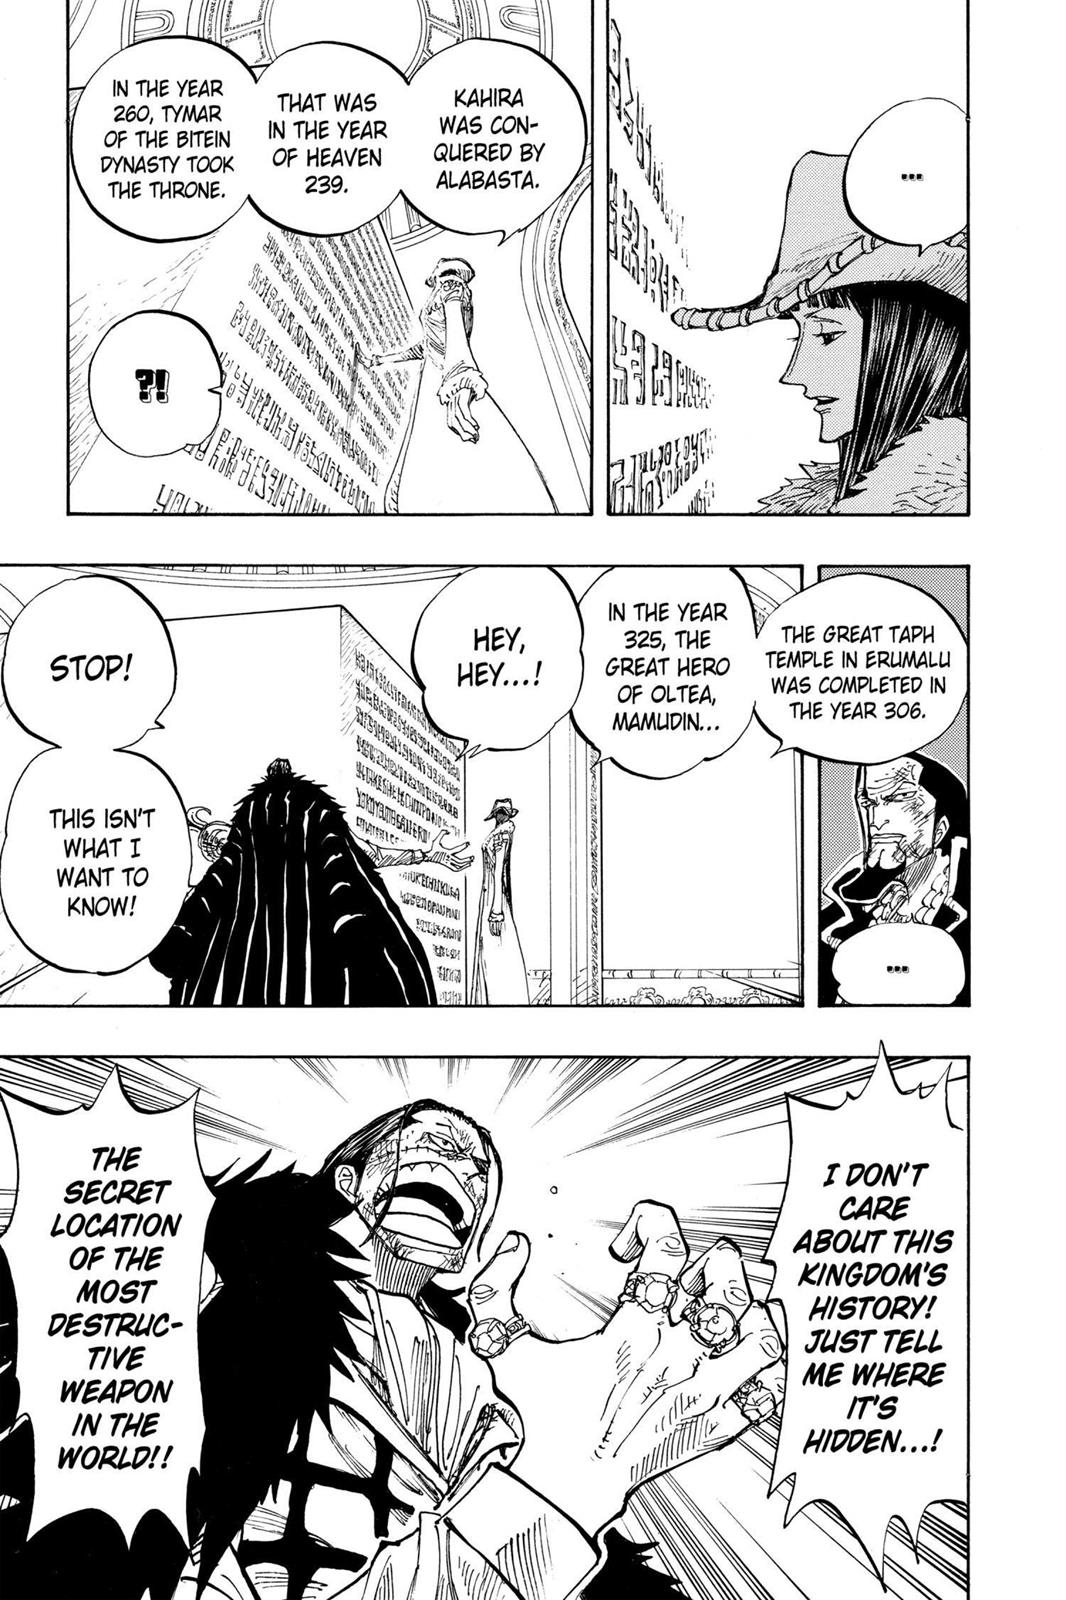 ...
KAHIRA
WAS CON-
QUERED BY
ALABASTA.
THAT WAS
IN THE YEAR
OF HEAVEN
239.
IN THE YEAR
260, TYMAR
OF THE BITEIN
DYNASTY TOOK
THE THRONE.
?!
THE GREAT TAPH
TEMPLE IN ERUMALU
WAS COMPLETED IN
THE YEAR 306.
...
IN THE YEAR
325, THE
GREAT HERO
OF OLTEA,
MAMUDIN...
HEY,
HEY...!
STOP!
THIS ISN'T
WHAT I
WANT TO
KNOW!
I DON'T
CARE
ABOUT THIS
KINGDOM'S
HISTORY!
JUST TELL
ME WHERE
IT'S
HIDDEN...!
THE
SECRET
LOCATION
OF THE
MOST
DESTRUC-
TIVE
WEAPON
IN THE
WORLD!!